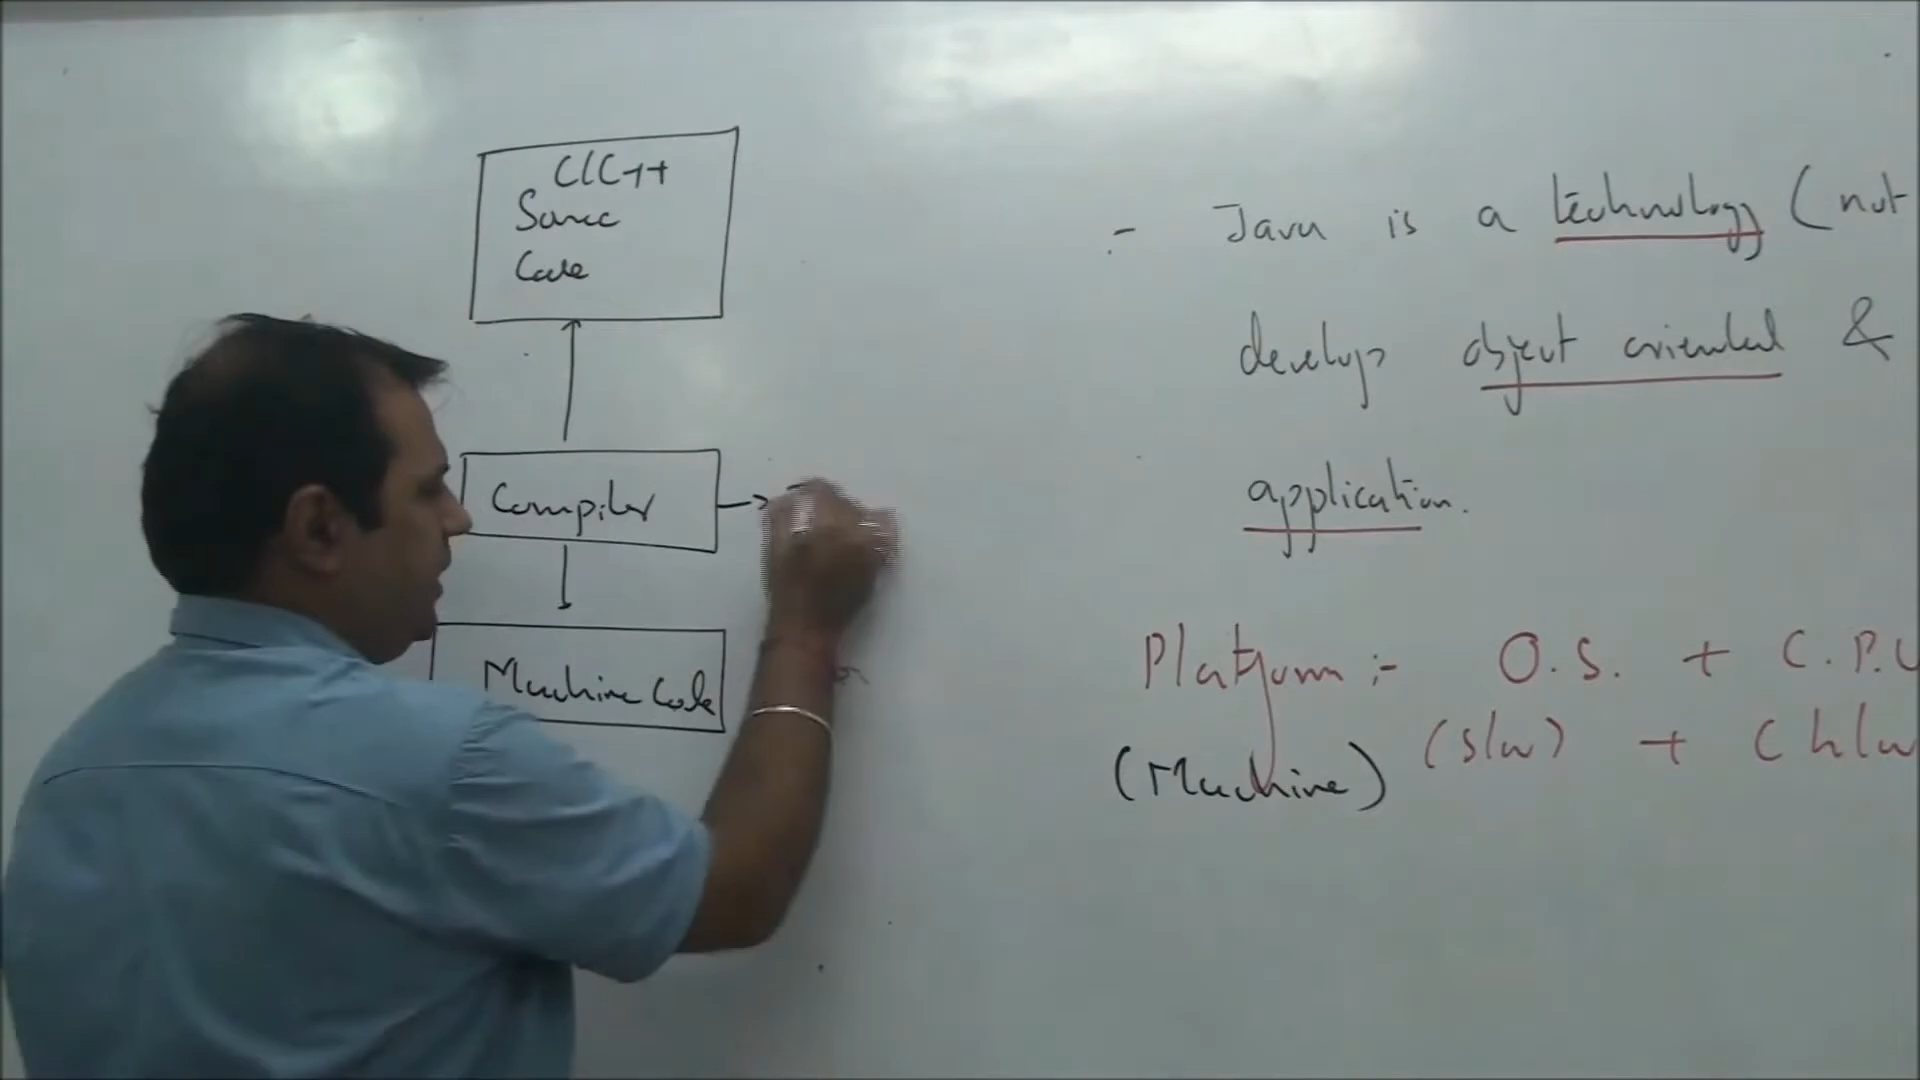 C/C++
Source
Code
Compiler
Machine Code
:- Java is a technology (not
develop object oriented &
application.
Platform :- O.S. + C.P.U
(Machine) (s/w) + (h/w